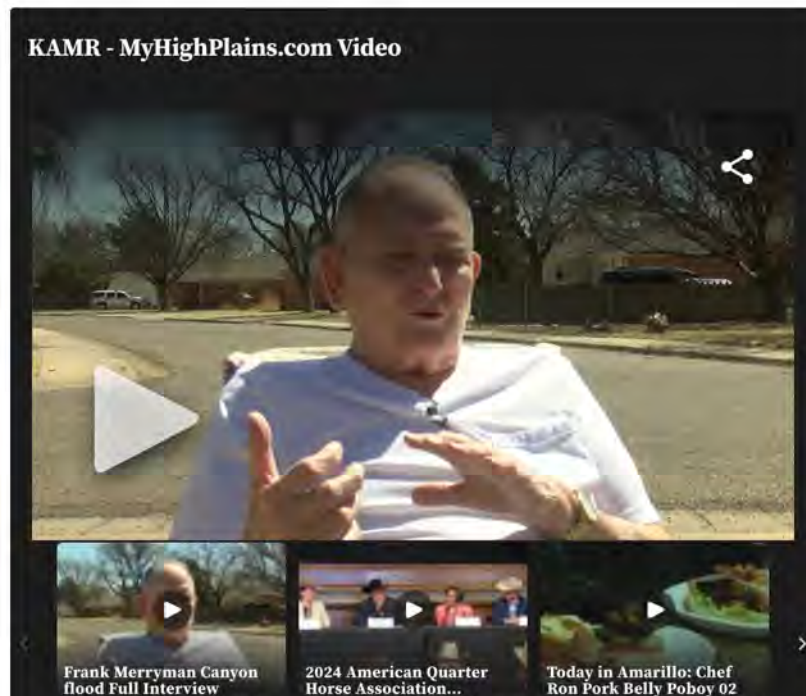 KAMR - MyHighPlains.com Video
Frank Merryman Canyon
flood Full Interview
2024 American Quarter
Horse Association...
Today in Amarillo: Chef
Ron Pork Belly Poboy 02